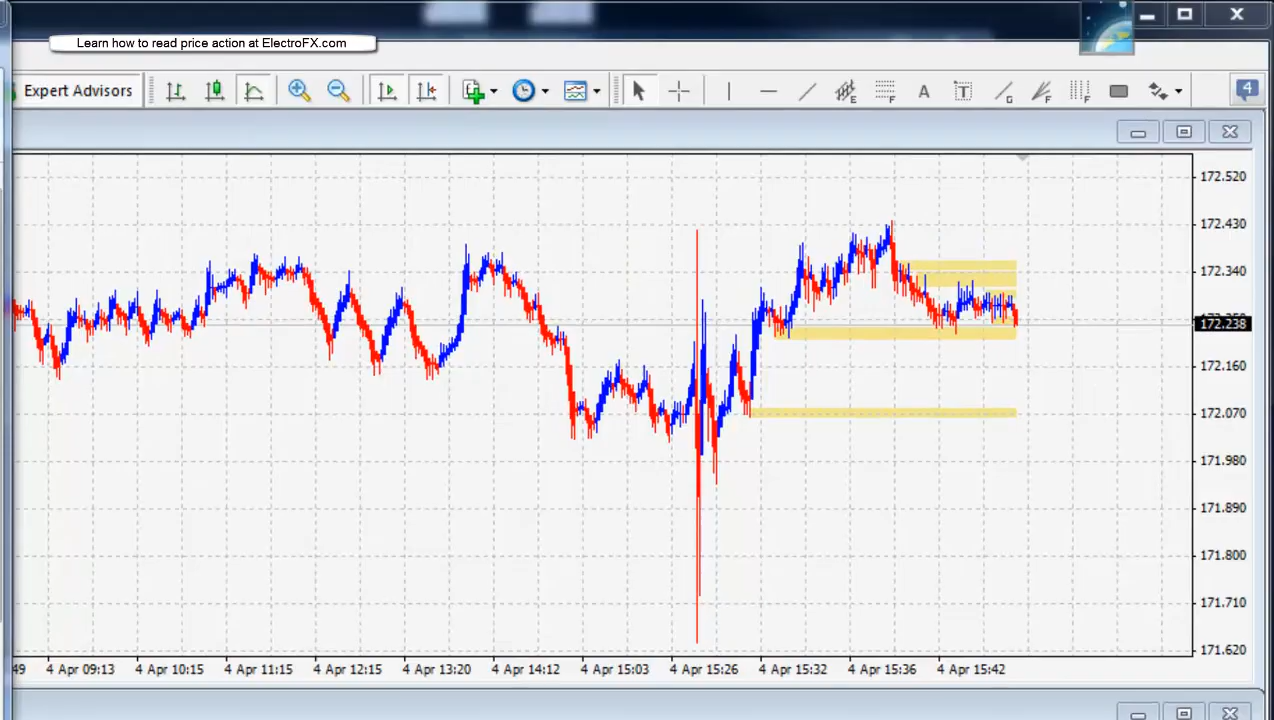 Learn how to read price action at ElectroFX.com
Expert Advisors
E
F
A
T
G
F
F
4
172.520
172.430
172.340
172.238
172.160
172.070
171.980
171.890
171.800
171.710
171.620
49
4 Apr 09:13
4 Apr 10:15
4 Apr 11:15
4 Apr 12:15
4 Apr 13:20
4 Apr 14:12
4 Apr 15:03
4 Apr 15:26
4 Apr 15:32
4 Apr 15:36
4 Apr 15:42